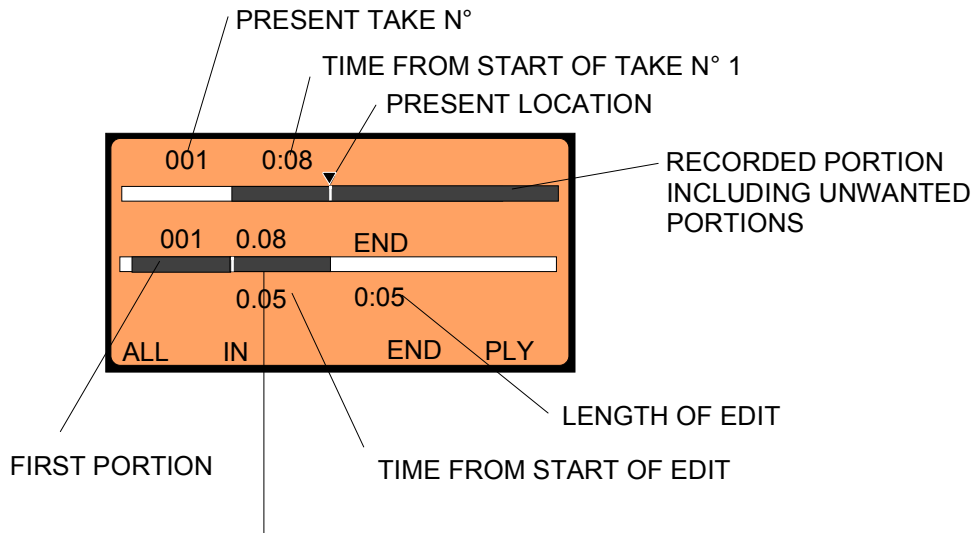 PRESENT TAKE N°
TIME FROM START OF TAKE N° 1
PRESENT LOCATION
001 0:08
RECORDED PORTION
INCLUDING UNWANTED
PORTIONS
001 0.08 END
0.05 0:05
ALL IN END PLY
LENGTH OF EDIT
FIRST PORTION
TIME FROM START OF EDIT